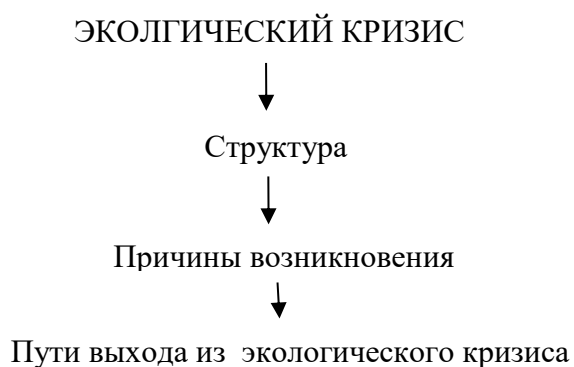 ЭКОЛГИЧЕСКИЙ КРИЗИС
Структура
Причины возникновения
Пути выхода из экологического кризиса